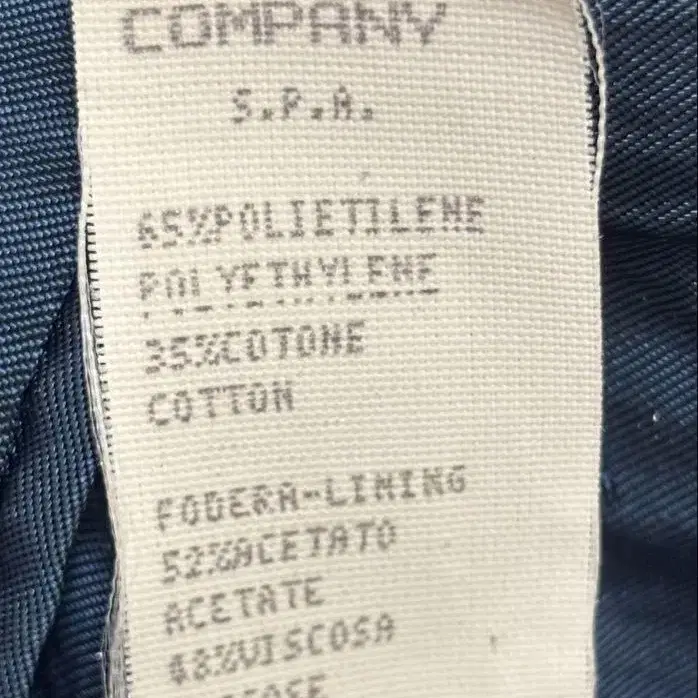 COMPANY
S.P.A.
65%POLIETILENE
POLYETHYLENE
35%COTONE
COTTON
FODERA-LINING
52%ACETATO
ACETATE
48%VISCOSA